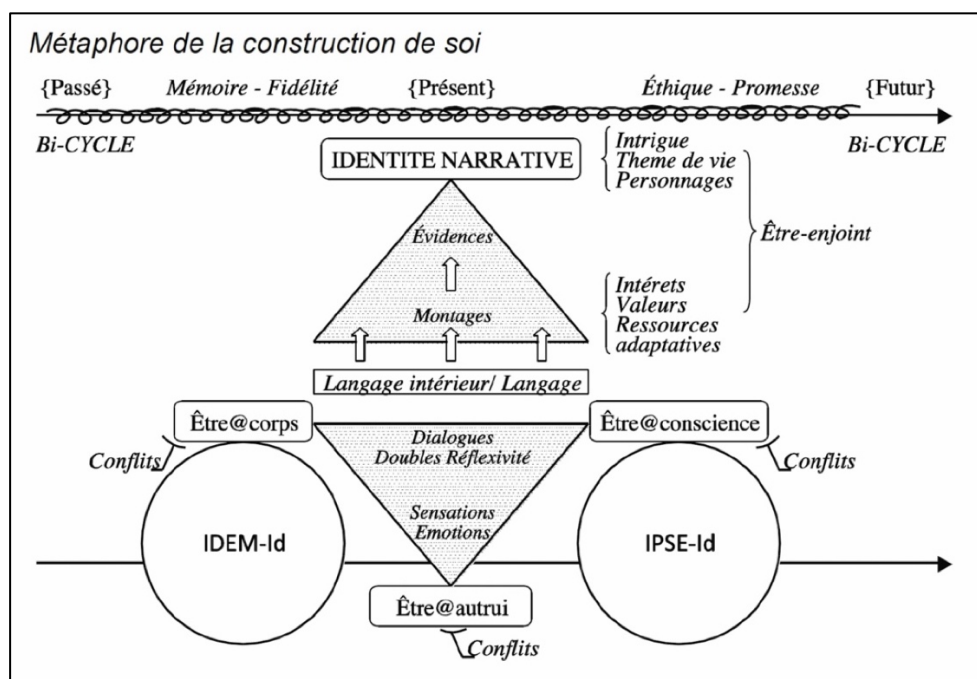 Métaphore de la construction de soi
{Passé} Mémoire - Fidélité {Présent} Éthique - Promesse {Futur}
Bi-CYCLE Bi-CYCLE
IDENTITE NARRATIVE
Intrigue
Theme de vie
Personnages
Être-enjoint
Évidences
Montages
Intérets
Valeurs
Ressources
adaptatives
Langage intérieur/ Langage
Être@corps
Être@conscience
Dialogues
Doubles Réflexivité
Conflits
Conflits
Sensations
Emotions
IDEM-Id
IPSE-Id
Être@autrui
Conflits